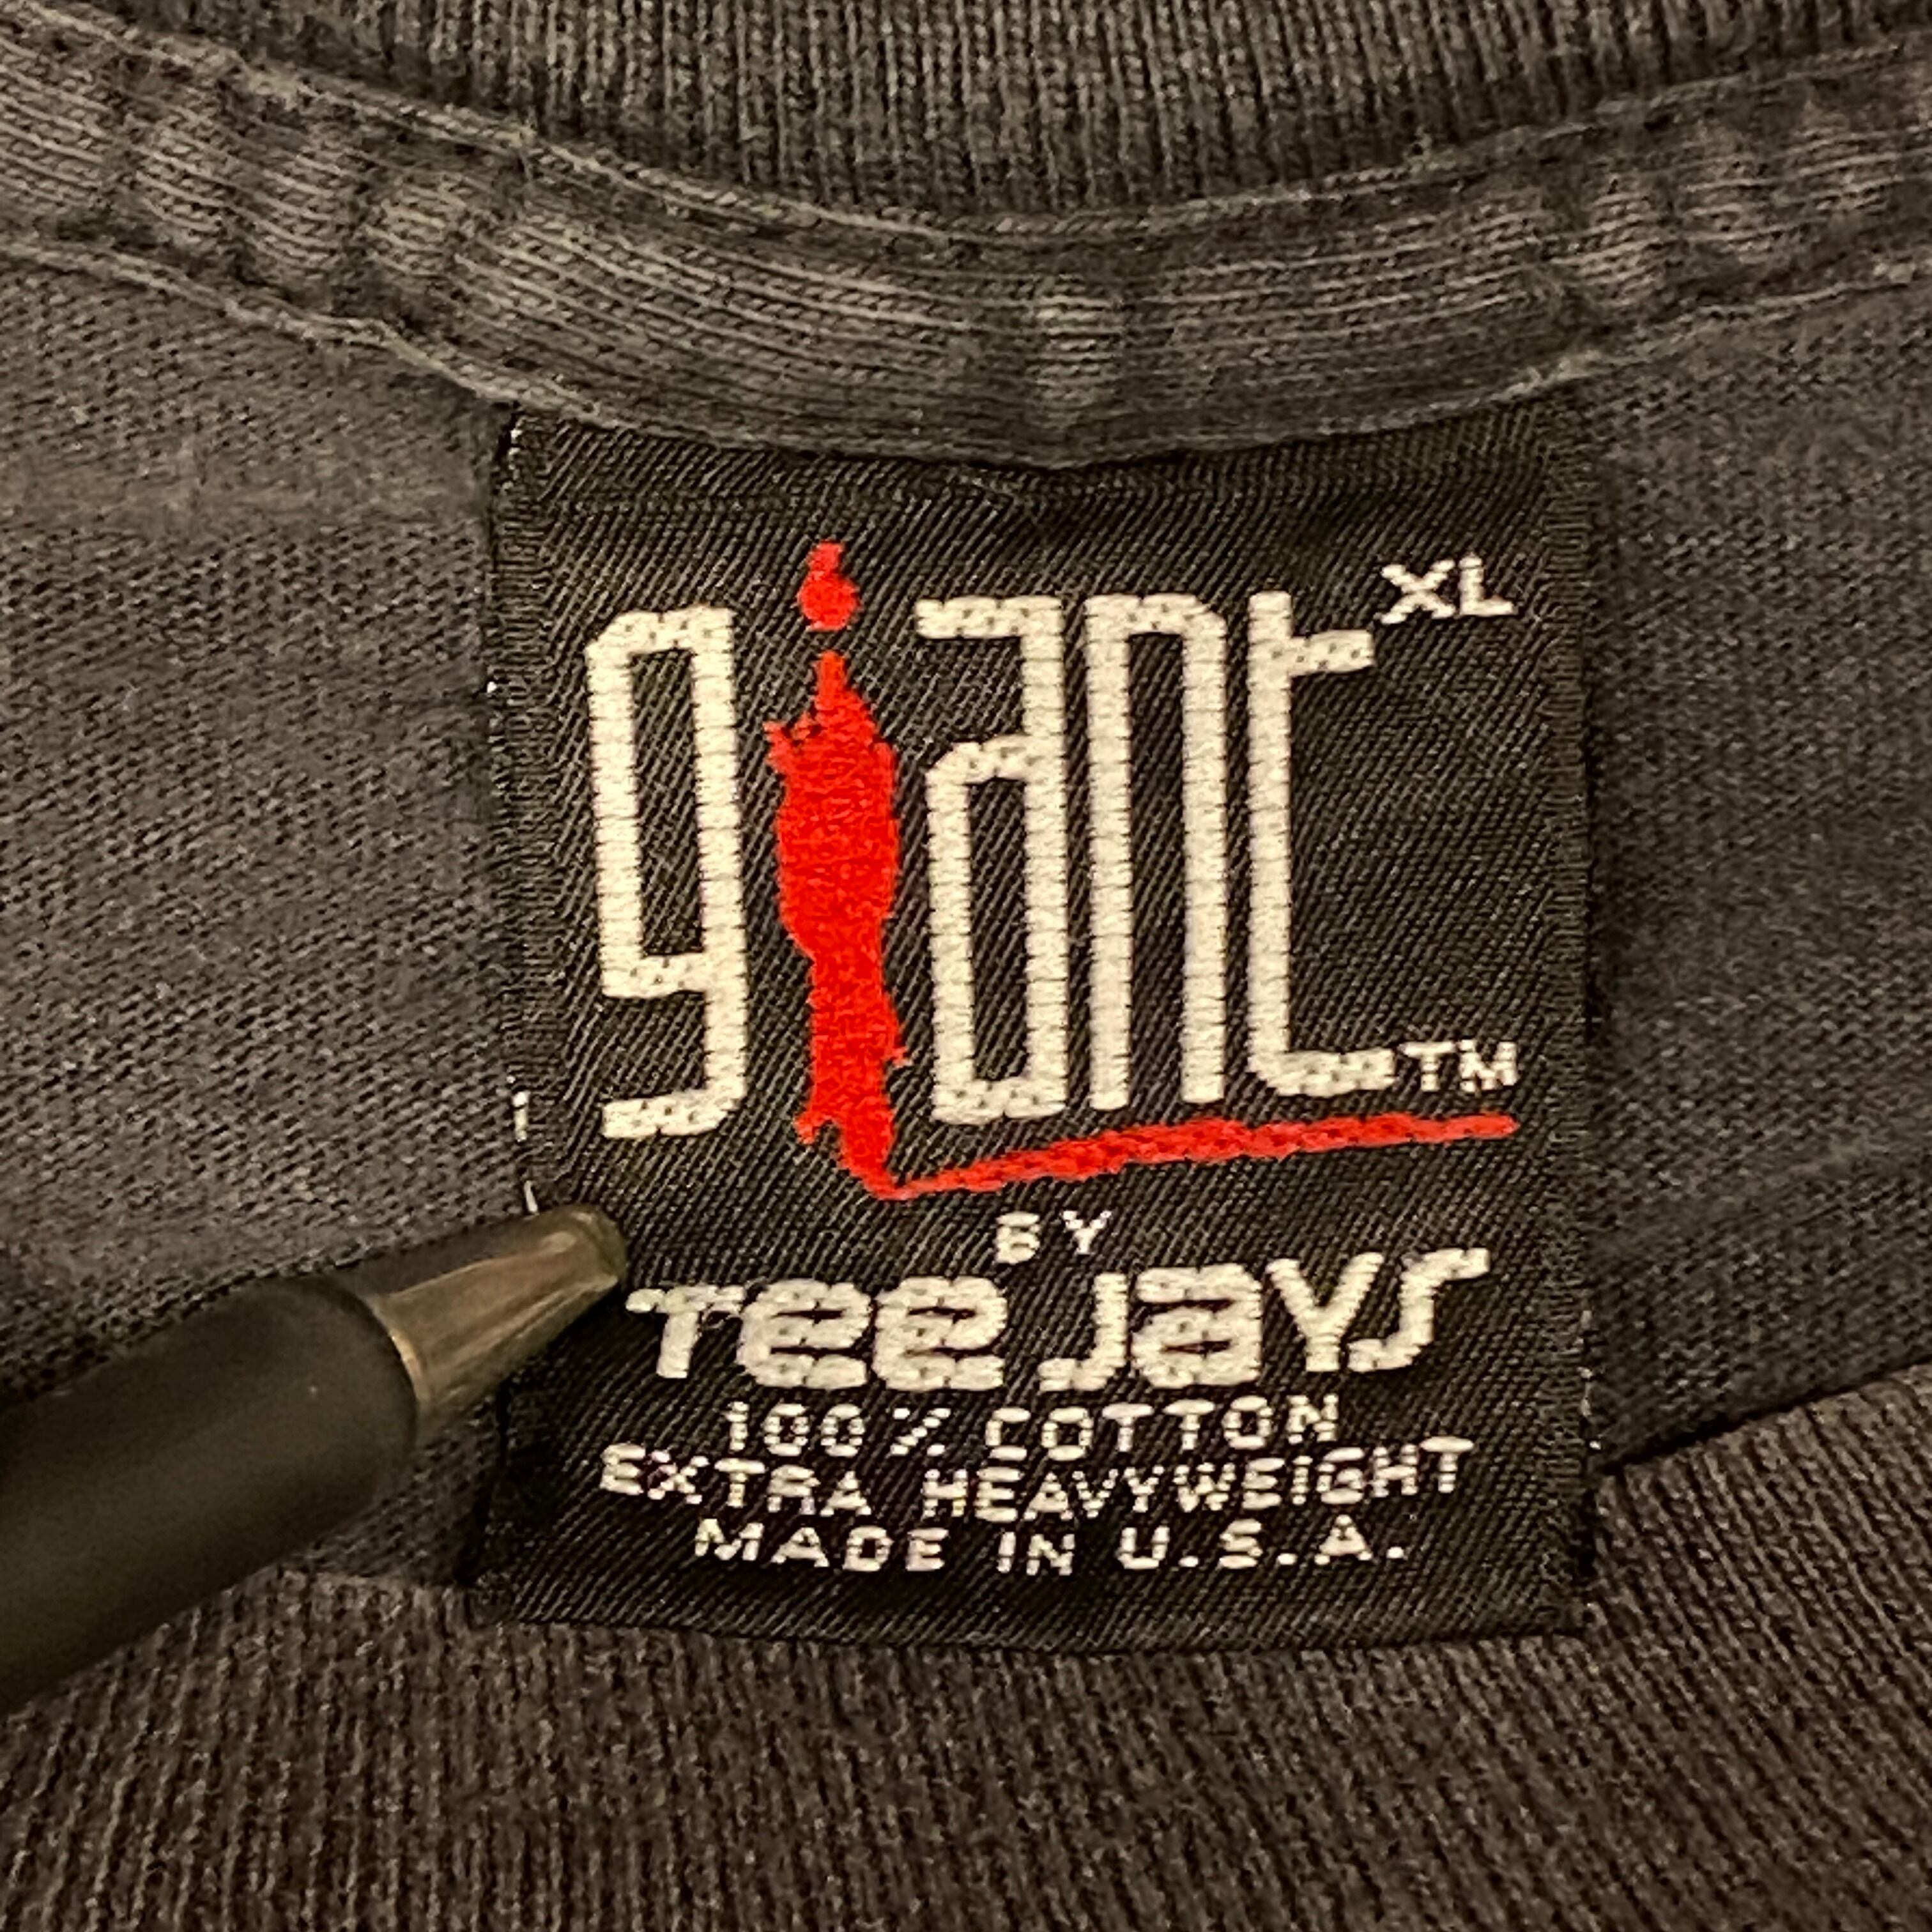 giant XL
TM
BY
Tee Jays
100% COTTON
EXTRA HEAVYWEIGHT
MADE IN U.S.A.